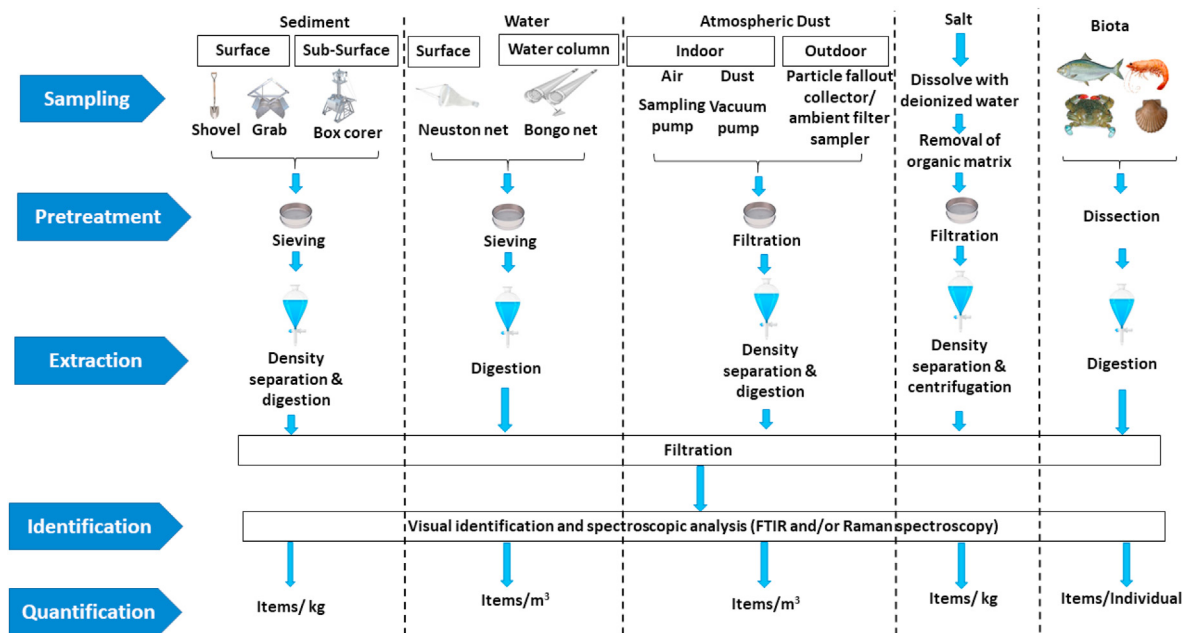 Sediment
Water
Atmospheric Dust
Salt
Biota
Surface
Sub-Surface
Surface
Water column
Indoor
Outdoor
Sampling
Shovel
Grab
Box corer
Neuston net
Bongo net
Air
Sampling
pump
Dust
Vacuum
pump
Particle fallout
collector/
ambient filter
sampler
Dissolve with
deionized water
Removal of
organic matrix
Pretreatment
Sieving
Sieving
Filtration
Filtration
Dissection
Extraction
Density
separation &
digestion
Digestion
Density
separation &
digestion
Density
separation &
centrifugation
Digestion
Filtration
Identification
Visual identification and spectroscopic analysis (FTIR and/or Raman spectroscopy)
Quantification
Items/ kg
Items/m³
Items/m³
Items/ kg
Items/Individual